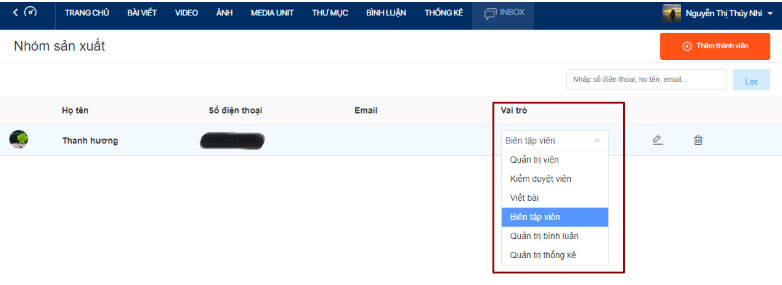 TRANG CHỦ BÀI VIẾT VIDEO ẢNH MEDIA UNIT THƯ MỤC BÌNH LUẬN THỐNG KÊ INBOX Nguyễn Thị Thúy Nhi
Nhóm sản xuất
Thêm thành viên
Nhập số điện thoại, họ tên, email... Lọc
Họ tên Số điện thoại Email Vai trò
Thanh hương Biên tập viên
Quản trị viên
Kiểm duyệt viên
Viết bài
Biên tập viên
Quản trị bình luận
Quản trị thống kê